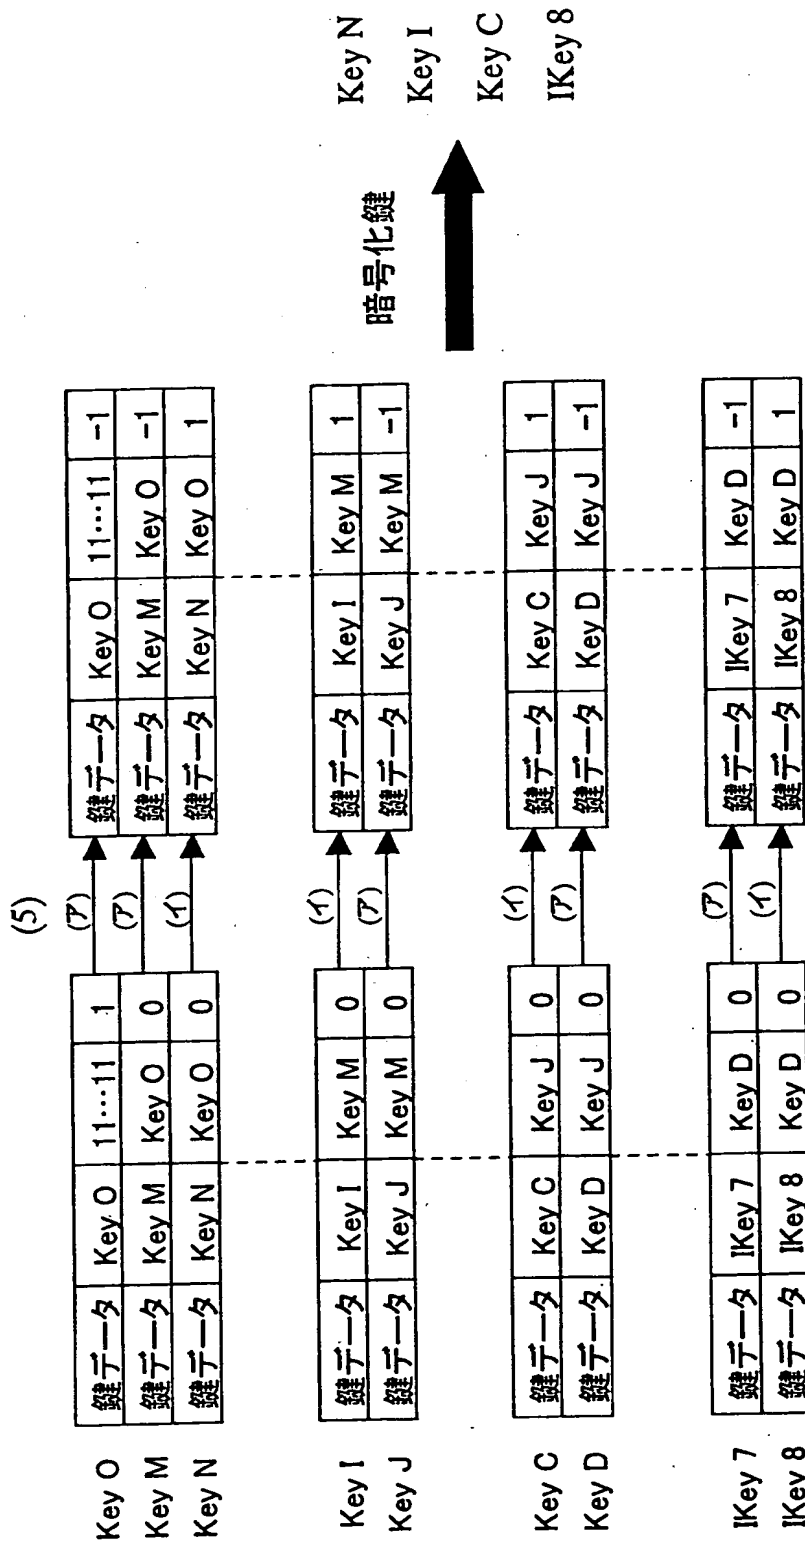 (5)
Key O 鍵データ Key O 11…11 1 (ア) 鍵データ Key O 11…11 -1
Key M 鍵データ Key M Key O 0 (ア) 鍵データ Key M Key O -1
Key N 鍵データ Key N Key O 0 (イ) 鍵データ Key N Key O 1
Key I 鍵データ Key I Key M 0 (イ) 鍵データ Key I Key M 1
Key J 鍵データ Key J Key M 0 (ア) 鍵データ Key J Key M -1
Key C 鍵データ Key C Key J 0 (イ) 鍵データ Key C Key J 1
Key D 鍵データ Key D Key J 0 (ア) 鍵データ Key D Key J -1
IKey 7 鍵データ IKey 7 Key D 0 (ア) 鍵データ IKey 7 Key D -1
IKey 8 鍵データ IKey 8 Key D 0 (イ) 鍵データ IKey 8 Key D 1
暗号化鍵
Key N
Key I
Key C
IKey 8